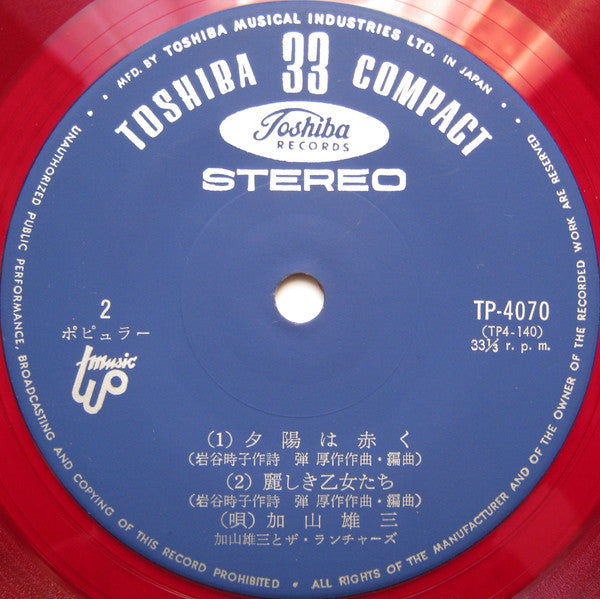 MFD. BY TOSHIBA MUSICAL INDUSTRIES LTD. IN JAPAN
TOSHIBA 33 COMPACT
Toshiba
RECORDS
STEREO
2
ポピュラー
music
TP-4070
(TP4-140)
33⅓ r.p.m.
(1) 夕陽は赤く
(岩谷時子作詩 弾厚作作曲・編曲)
(2) 麗しき乙女たち
(岩谷時子作詩 弾厚作作曲・編曲)
(唄) 加山雄三
加山雄三とザ・ランチャーズ
UNAUTHORIZED PUBLIC PERFORMANCE, BROADCASTING AND COPYING OF THIS RECORD PROHIBITED • ALL RIGHTS OF THE MANUFACTURER AND OF THE OWNER OF THE RECORDED WORK ARE RESERVED